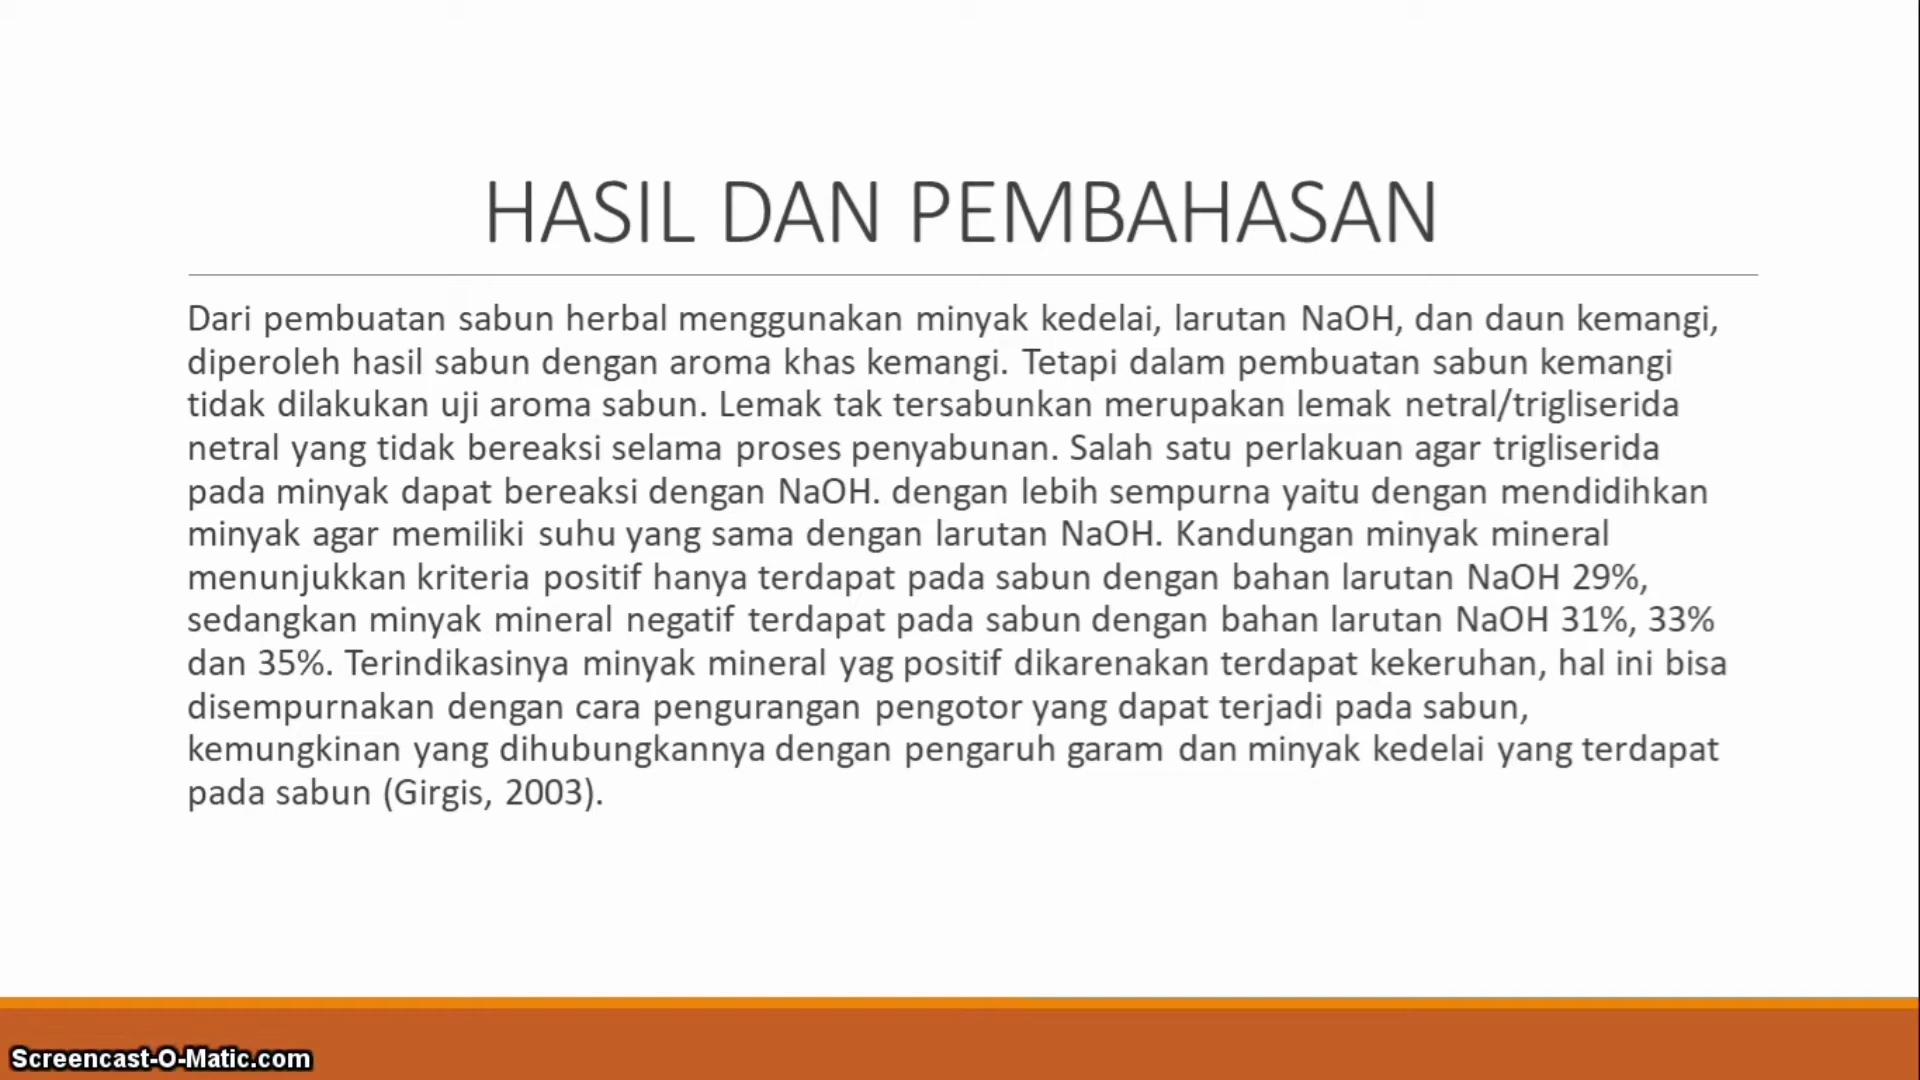 HASIL DAN PEMBAHASAN
Dari pembuatan sabun herbal menggunakan minyak kedelai, larutan NaOH, dan daun kemangi,
diperoleh hasil sabun dengan aroma khas kemangi. Tetapi dalam pembuatan sabun kemangi
tidak dilakukan uji aroma sabun. Lemak tak tersabunkan merupakan lemak netral/trigliserida
netral yang tidak bereaksi selama proses penyabunan. Salah satu perlakuan agar trigliserida
pada minyak dapat bereaksi dengan NaOH. dengan lebih sempurna yaitu dengan mendidihkan
minyak agar memiliki suhu yang sama dengan larutan NaOH. Kandungan minyak mineral
menunjukkan kriteria positif hanya terdapat pada sabun dengan bahan larutan NaOH 29%,
sedangkan minyak mineral negatif terdapat pada sabun dengan bahan larutan NaOH 31%, 33%
dan 35%. Terindikasinya minyak mineral yag positif dikarenakan terdapat kekeruhan, hal ini bisa
disempurnakan dengan cara pengurangan pengotor yang dapat terjadi pada sabun,
kemungkinan yang dihubungkannya dengan pengaruh garam dan minyak kedelai yang terdapat
pada sabun (Girgis, 2003).
Screencast-O-Matic.com